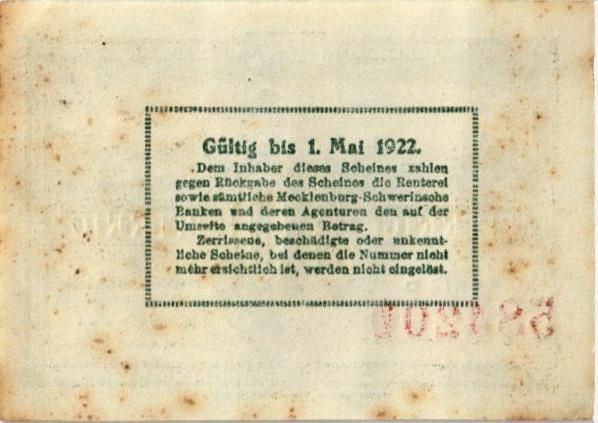 Gültig bis 1. Mai 1922.
Dem Inhaber dieses Scheines zahlen
gegen Rückgabe des Scheines die Renterei
sowie sämtliche Mecklenburg-Schwerinsche
Banken und deren Agenturen den auf der
Umseite angegebenen Betrag.
Zerrissene, beschädigte oder unkennt-
liche Scheine, bei denen die Nummer nicht
mehr ersichtlich ist, werden nicht eingelöst.